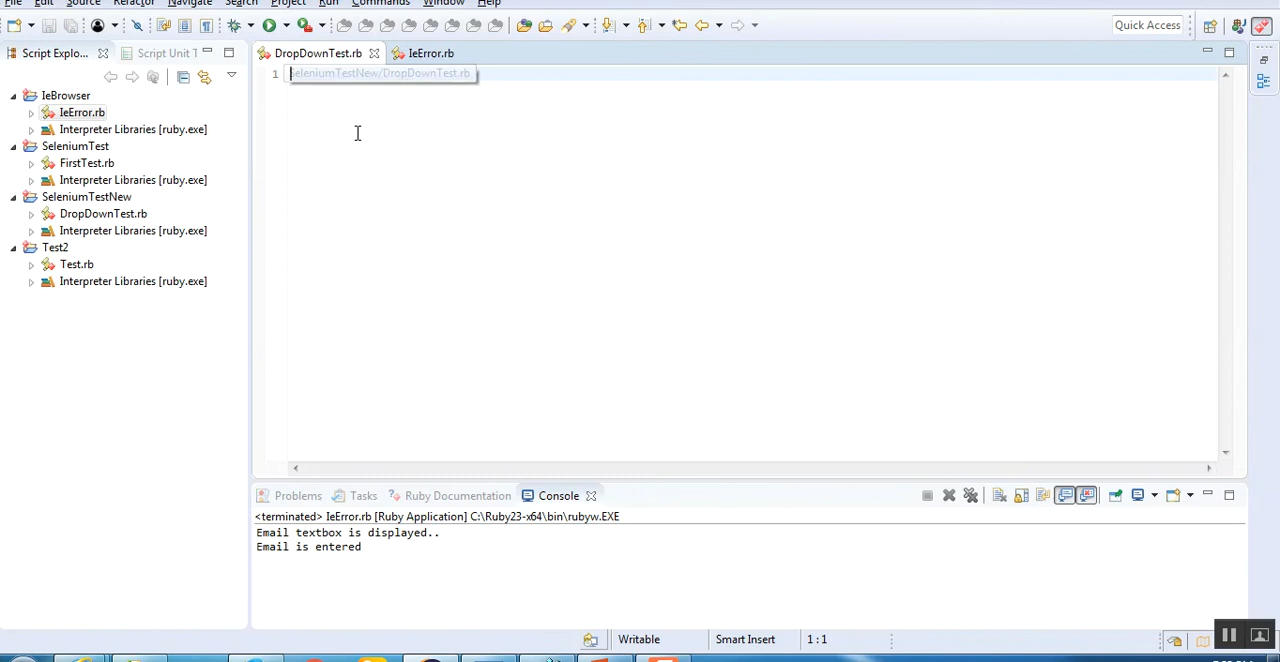 File Edit Source Refactor Navigate Search Project Run Commands Window Help
Quick Access
Script Explo...
Script Unit T
DropDownTest.rb
IeError.rb
1
SeleniumTestNew/DropDownTest.rb
IeBrowser
IeError.rb
Interpreter Libraries [ruby.exe]
SeleniumTest
FirstTest.rb
Interpreter Libraries [ruby.exe]
SeleniumTestNew
DropDownTest.rb
Interpreter Libraries [ruby.exe]
Test2
Test.rb
Interpreter Libraries [ruby.exe]
Problems Tasks Ruby Documentation Console
<terminated> IeError.rb [Ruby Application] C:\Ruby23-x64\bin\rubyw.EXE
Email textbox is displayed..
Email is entered
Writable Smart Insert 1 : 1